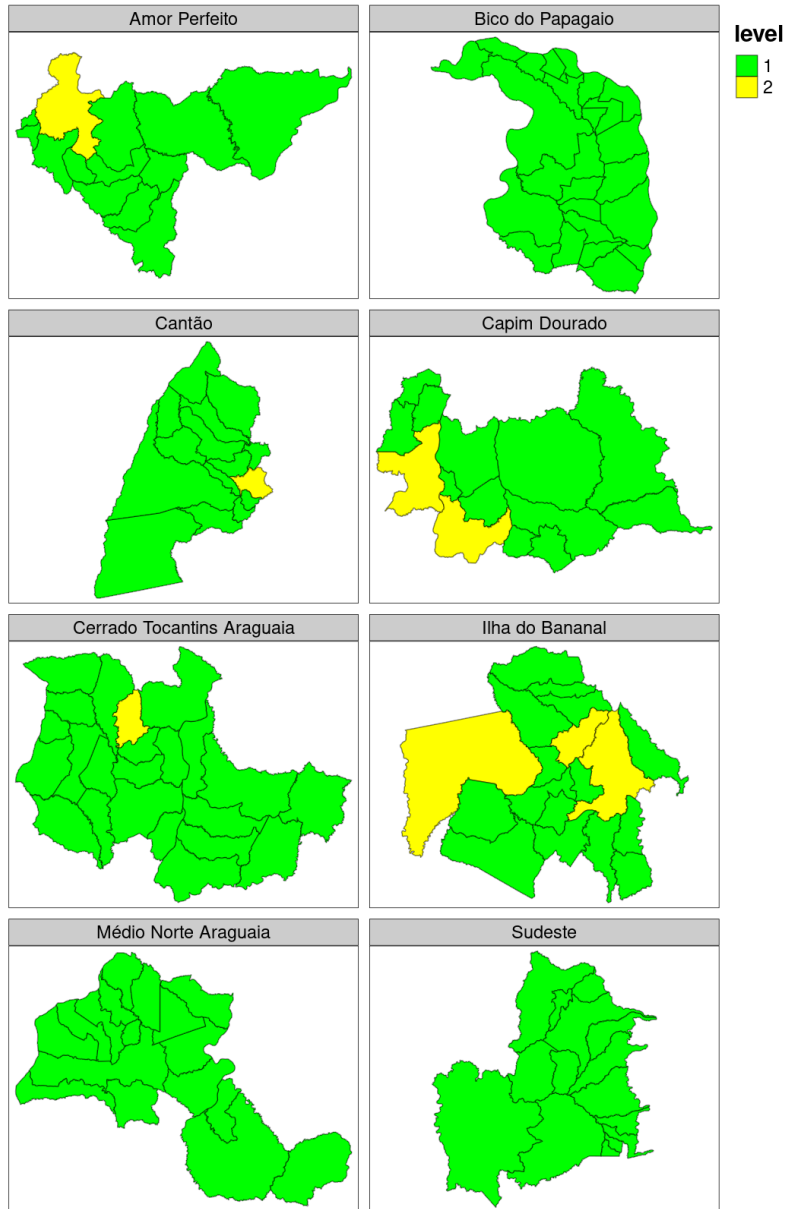 Amor Perfeito
Bico do Papagaio
level
1
2
Cantão
Capim Dourado
Cerrado Tocantins Araguaia
Ilha do Bananal
Médio Norte Araguaia
Sudeste